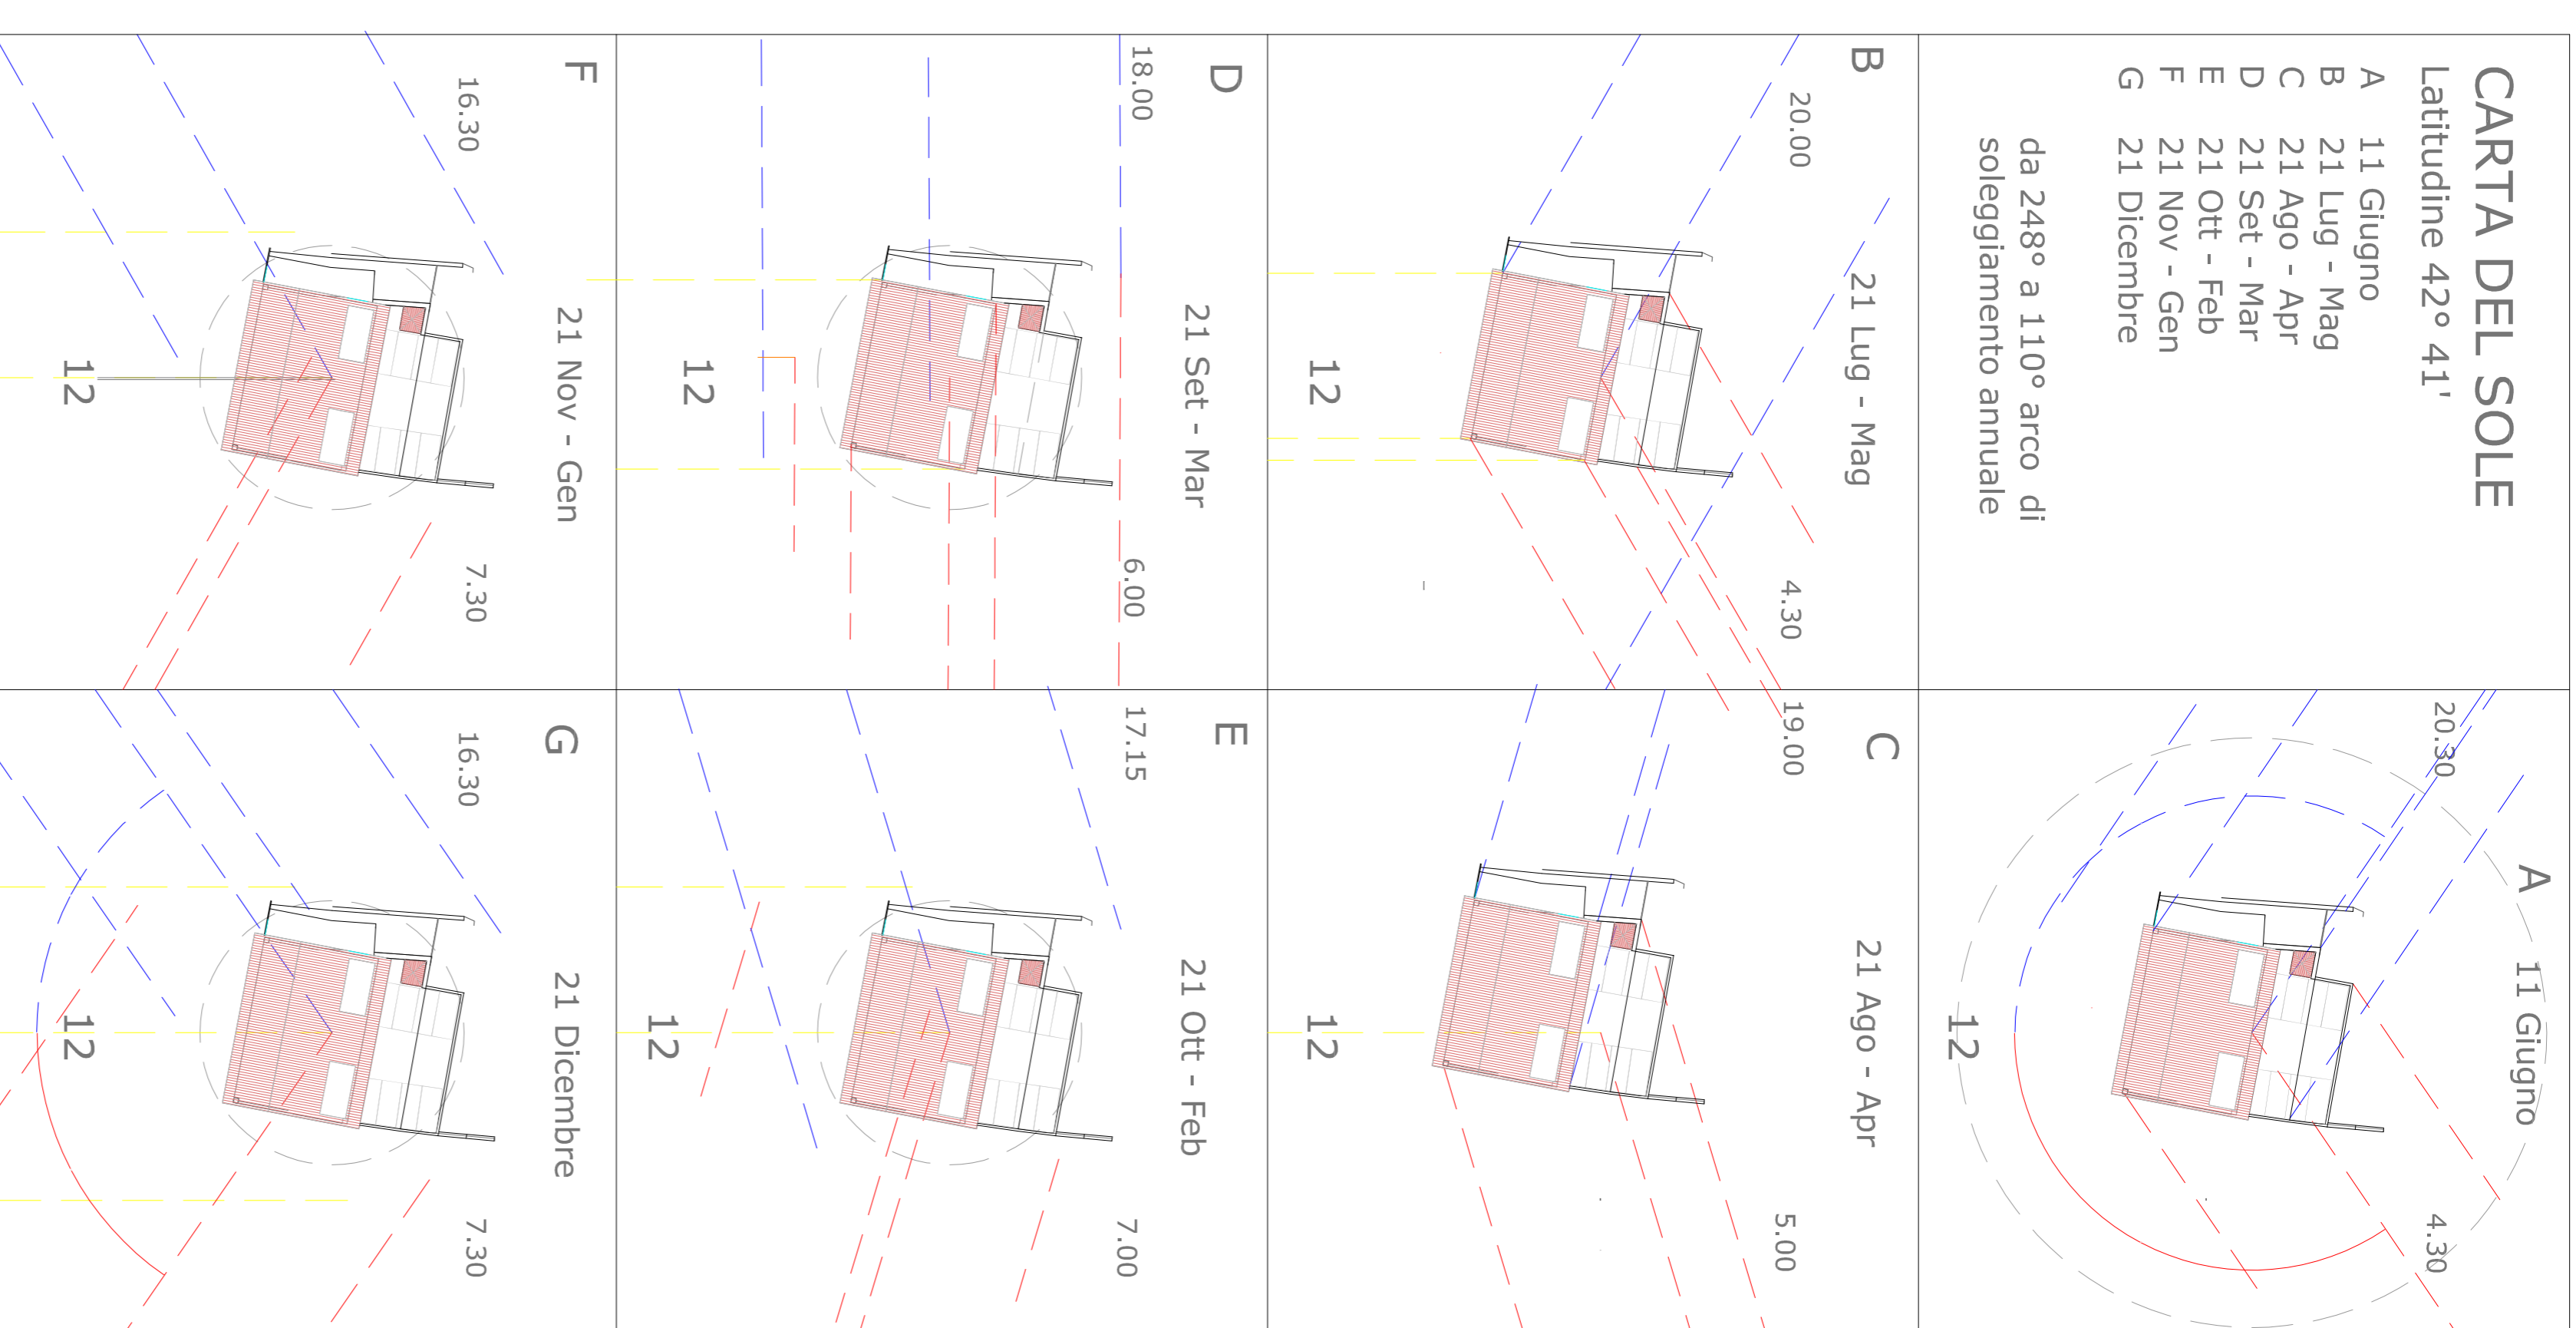 CARTA DEL SOLE
Latitudine 42° 41'
A 11 Giugno
B 21 Lug - Mag
C 21 Ago - Apr
D 21 Set - Mar
E 21 Ott - Feb
F 21 Nov - Gen
G 21 Dicembre
da 248° a 110° arco di
soleggiamento annuale
A
11 Giugno
20.30
4.30
12
B
21 Lug - Mag
20.00
4.30
12
C
21 Ago - Apr
19.00
5.00
12
D
21 Set - Mar
18.00
6.00
12
E
21 Ott - Feb
17.15
7.00
12
F
21 Nov - Gen
16.30
7.30
12
G
21 Dicembre
16.30
7.30
12